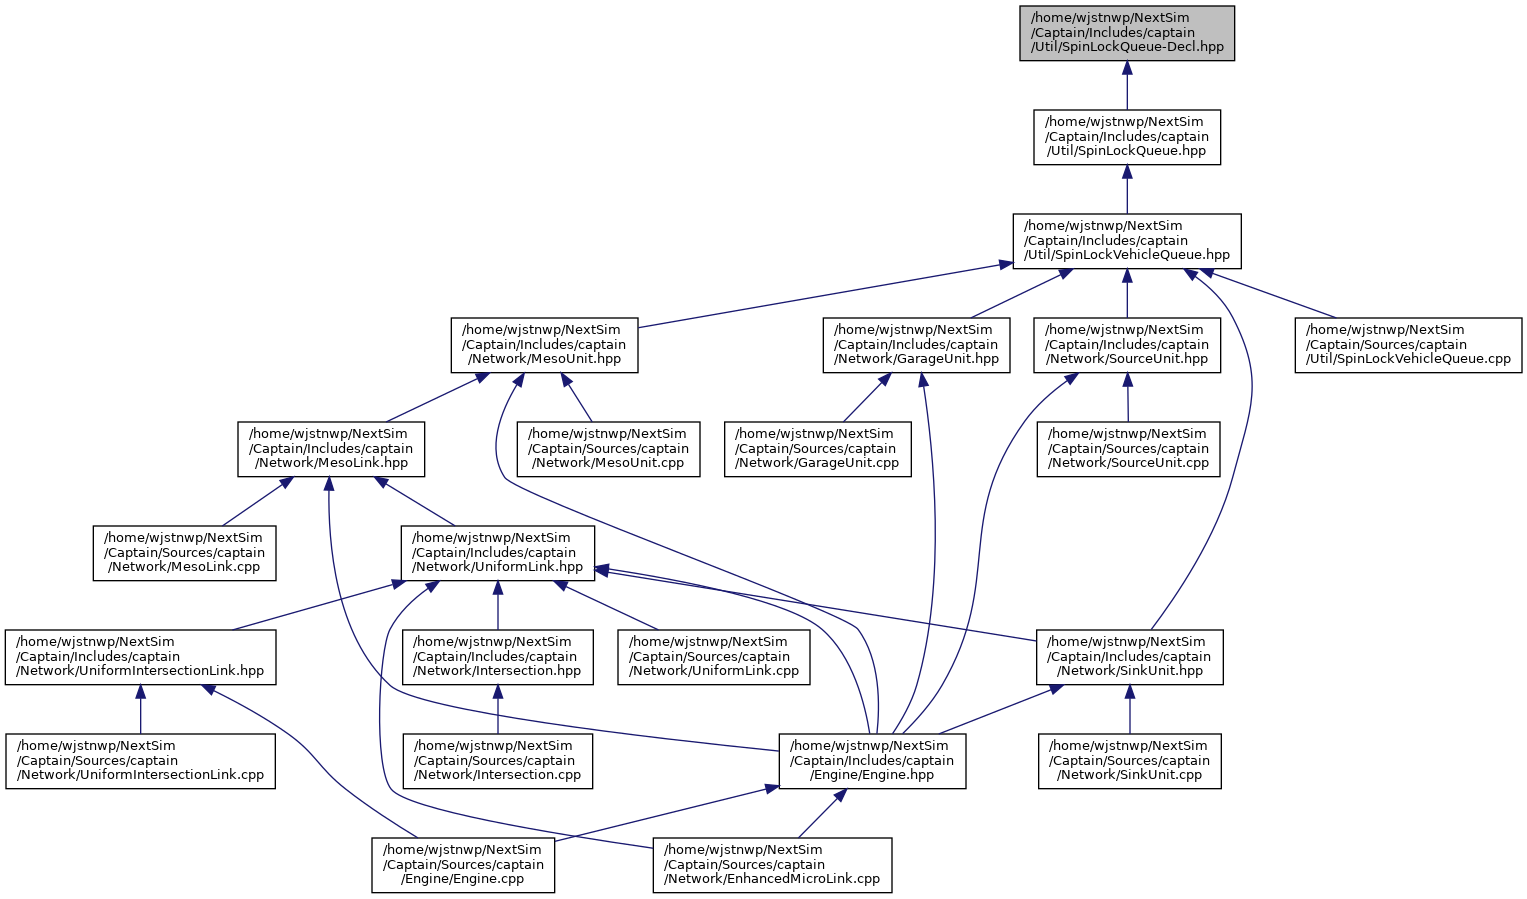 /home/wjstnwp/NextSim
/Captain/Includes/captain
/Util/SpinLockQueue-Decl.hpp
/home/wjstnwp/NextSim
/Captain/Includes/captain
/Util/SpinLockQueue.hpp
/home/wjstnwp/NextSim
/Captain/Includes/captain
/Util/SpinLockVehicleQueue.hpp
/home/wjstnwp/NextSim
/Captain/Includes/captain
/Network/MesoUnit.hpp
/home/wjstnwp/NextSim
/Captain/Includes/captain
/Network/GarageUnit.hpp
/home/wjstnwp/NextSim
/Captain/Includes/captain
/Network/SourceUnit.hpp
/home/wjstnwp/NextSim
/Captain/Sources/captain
/Util/SpinLockVehicleQueue.cpp
/home/wjstnwp/NextSim
/Captain/Includes/captain
/Network/MesoLink.hpp
/home/wjstnwp/NextSim
/Captain/Sources/captain
/Network/MesoUnit.cpp
/home/wjstnwp/NextSim
/Captain/Sources/captain
/Network/GarageUnit.cpp
/home/wjstnwp/NextSim
/Captain/Sources/captain
/Network/SourceUnit.cpp
/home/wjstnwp/NextSim
/Captain/Sources/captain
/Network/MesoLink.cpp
/home/wjstnwp/NextSim
/Captain/Includes/captain
/Network/UniformLink.hpp
/home/wjstnwp/NextSim
/Captain/Includes/captain
/Network/UniformIntersectionLink.hpp
/home/wjstnwp/NextSim
/Captain/Includes/captain
/Network/Intersection.hpp
/home/wjstnwp/NextSim
/Captain/Sources/captain
/Network/UniformLink.cpp
/home/wjstnwp/NextSim
/Captain/Includes/captain
/Network/SinkUnit.hpp
/home/wjstnwp/NextSim
/Captain/Sources/captain
/Network/UniformIntersectionLink.cpp
/home/wjstnwp/NextSim
/Captain/Sources/captain
/Network/Intersection.cpp
/home/wjstnwp/NextSim
/Captain/Includes/captain
/Engine/Engine.hpp
/home/wjstnwp/NextSim
/Captain/Sources/captain
/Network/SinkUnit.cpp
/home/wjstnwp/NextSim
/Captain/Sources/captain
/Engine/Engine.cpp
/home/wjstnwp/NextSim
/Captain/Sources/captain
/Network/EnhancedMicroLink.cpp